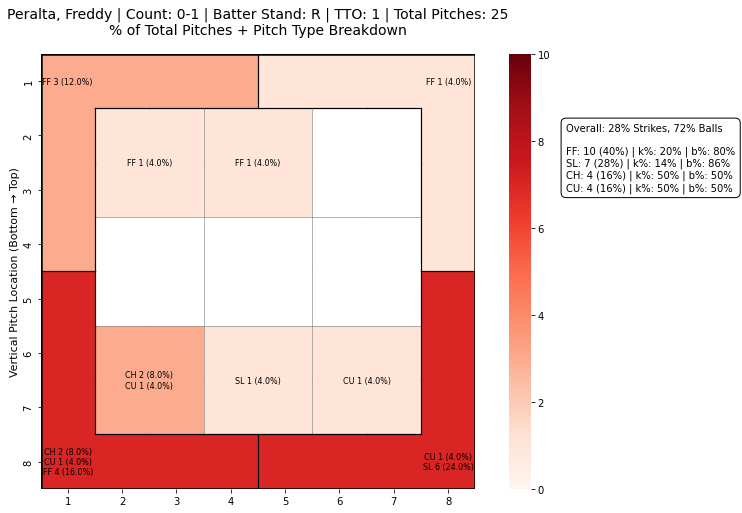 Peralta, Freddy | Count: 0-1 | Batter Stand: R | TTO: 1 | Total Pitches: 25
% of Total Pitches + Pitch Type Breakdown
Vertical Pitch Location (Bottom → Top)
1
2
3
4
5
6
7
8
FF 3 (12.0%)
FF 1 (4.0%)
FF 1 (4.0%)
FF 1 (4.0%)
CH 2 (8.0%)
CU 1 (4.0%)
SL 1 (4.0%)
CU 1 (4.0%)
CH 2 (8.0%)
CU 1 (4.0%)
FF 4 (16.0%)
CU 1 (4.0%)
SL 6 (24.0%)
1
2
3
4
5
6
7
8
10
8
6
4
2
0
Overall: 28% Strikes, 72% Balls
FF: 10 (40%) | k%: 20% | b%: 80%
SL: 7 (28%) | k%: 14% | b%: 86%
CH: 4 (16%) | k%: 50% | b%: 50%
CU: 4 (16%) | k%: 50% | b%: 50%